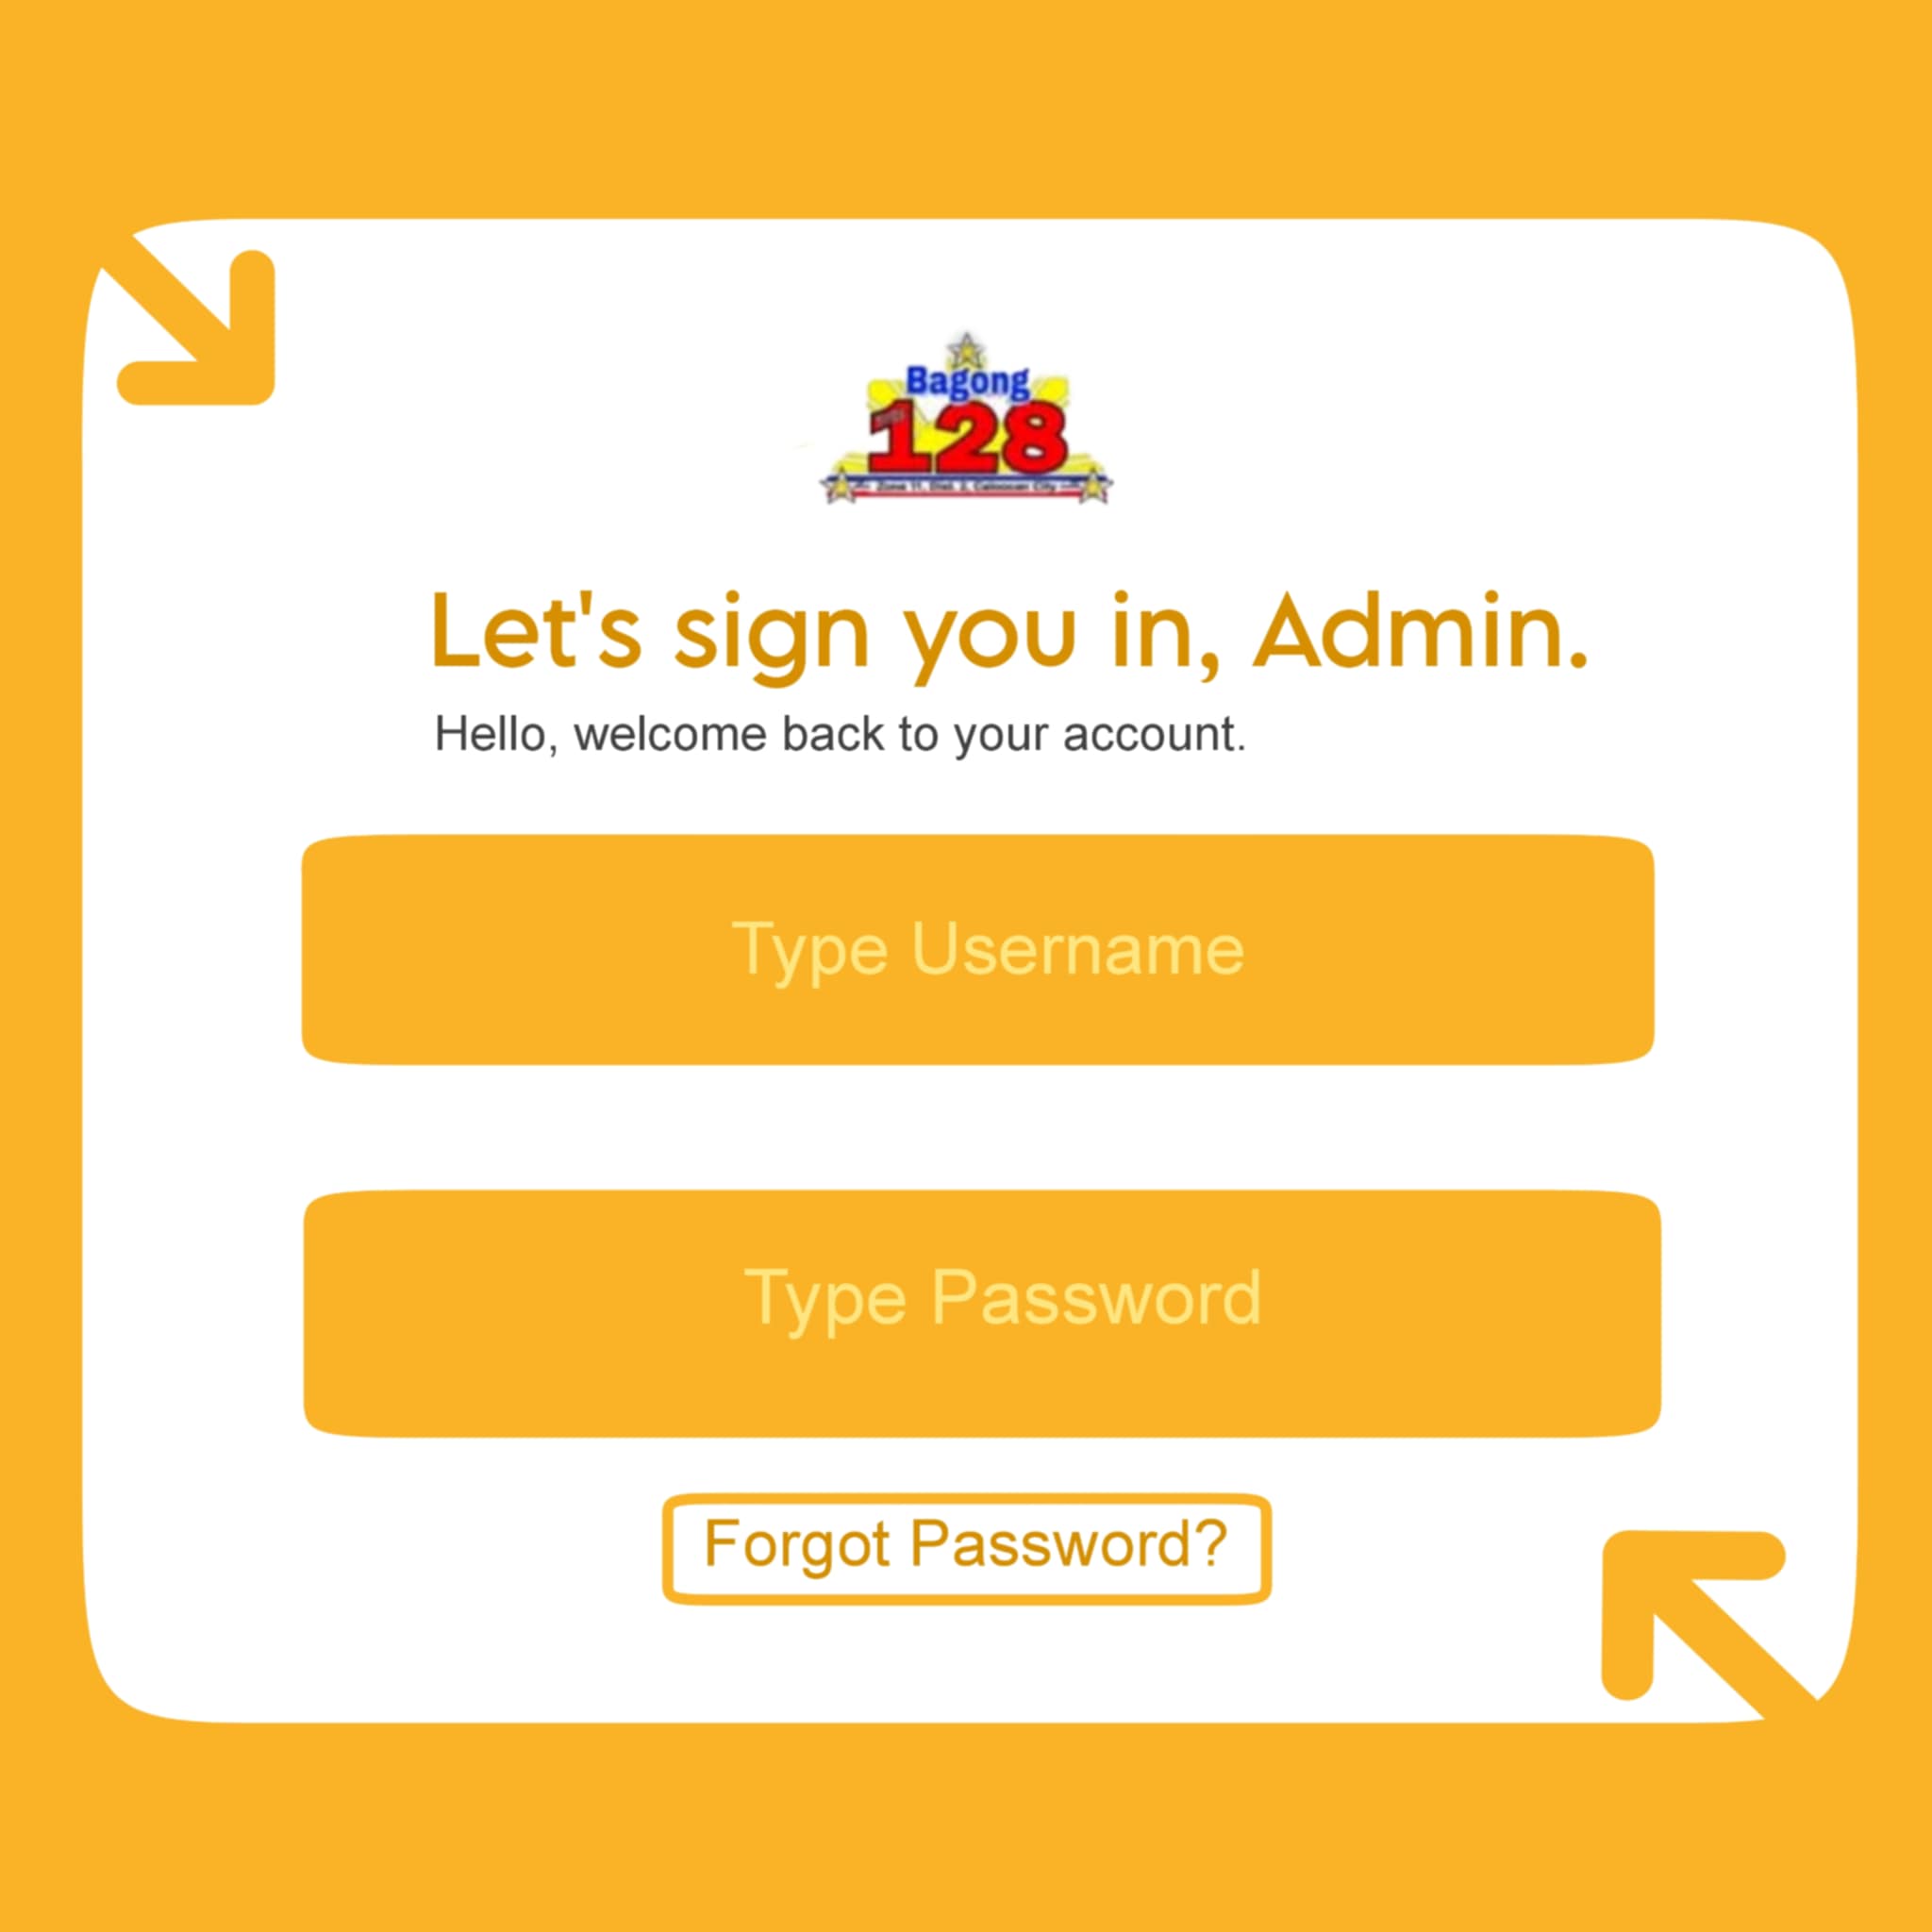 Bagong
128
Zone 11, Dist. 2, Caloocan City
Let's sign you in, Admin.
Hello, welcome back to your account.
Type Username
Type Password
Forgot Password?